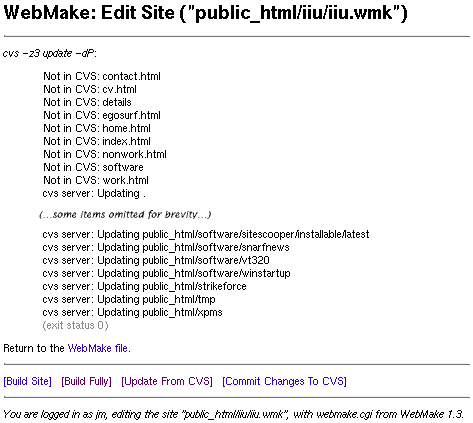 WebMake: Edit Site ("public_html/iiu/iiu.wmk")
cvs -z3 update -dP:
Not in CVS: contact.html
Not in CVS: cv.html
Not in CVS: details
Not in CVS: egosurf.html
Not in CVS: home.html
Not in CVS: index.html
Not in CVS: nonwork.html
Not in CVS: software
Not in CVS: work.html
cvs server: Updating .
(...some items omitted for brevity...)
cvs server: Updating public_html/software/sitescooper/installable/latest
cvs server: Updating public_html/software/snarfnews
cvs server: Updating public_html/software/vt320
cvs server: Updating public_html/software/winstartup
cvs server: Updating public_html/strikeforce
cvs server: Updating public_html/tmp
cvs server: Updating public_html/xpms
(exit status 0)
Return to the WebMake file.
[Build Site] [Build Fully] [Update From CVS] [Commit Changes To CVS]
You are logged in as jm, editing the site "public_html/iiu/iiu.wmk", with webmake.cgi from WebMake 1.3.